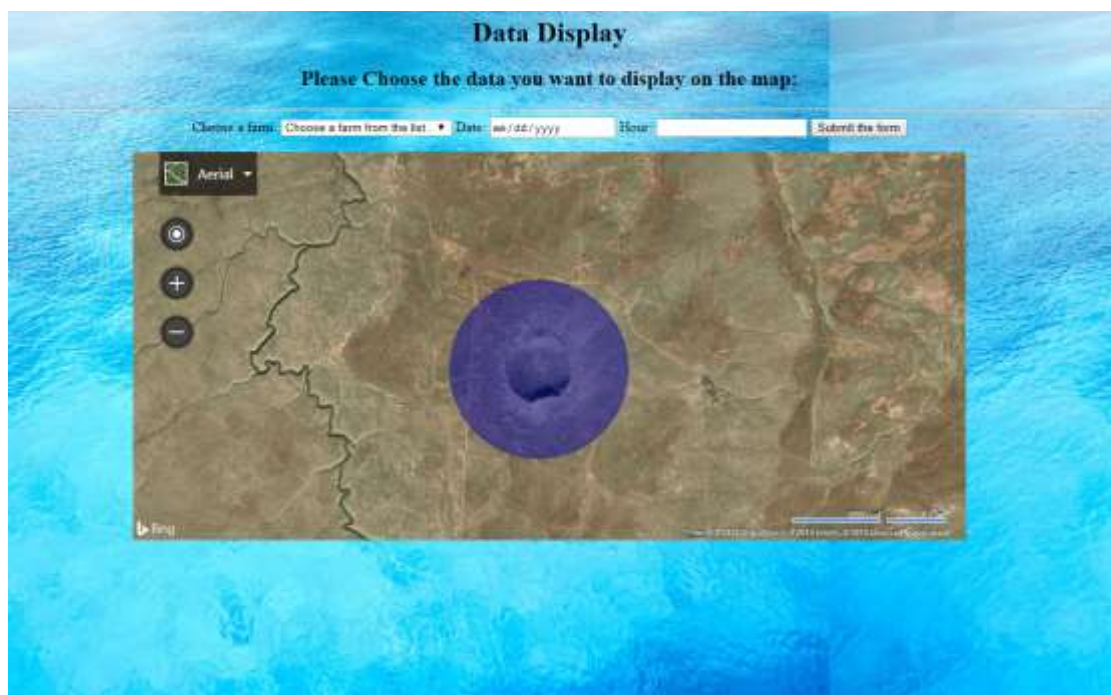 Data Display
Please Choose the data you want to display on the map:
Choose a farm: Choose a farm from the list Date: mm/dd/yyyy Hour: Submit the form
Aerial
Bing